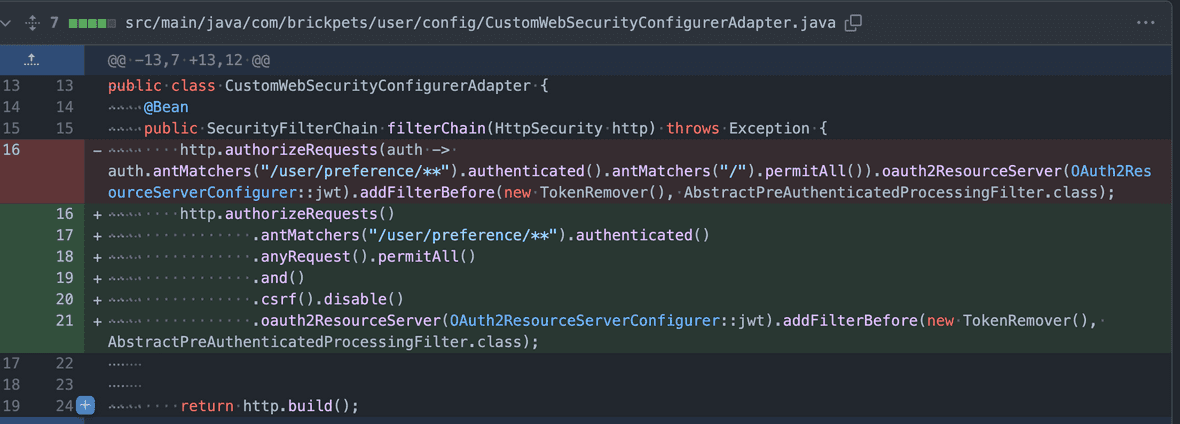 7 src/main/java/com/brickpets/user/config/CustomWebSecurityConfigurerAdapter.java ...
@@ -13,7 +13,12 @@
13 13 public class CustomWebSecurityConfigurerAdapter {
14 14 @Bean
15 15 public SecurityFilterChain filterChain(HttpSecurity http) throws Exception {
16 - http.authorizeRequests(auth ->
auth.antMatchers("/user/preference/**").authenticated().antMatchers("/").permitAll()).oauth2ResourceServer(OAuth2Res
ourceServerConfigurer::jwt).addFilterBefore(new TokenRemover(), AbstractPreAuthenticatedProcessingFilter.class);
16 + http.authorizeRequests()
17 + .antMatchers("/user/preference/**").authenticated()
18 + .anyRequest().permitAll()
19 + .and()
20 + .csrf().disable()
21 + .oauth2ResourceServer(OAuth2ResourceServerConfigurer::jwt).addFilterBefore(new TokenRemover(),
AbstractPreAuthenticatedProcessingFilter.class);
17 22
18 23
19 24 + return http.build();